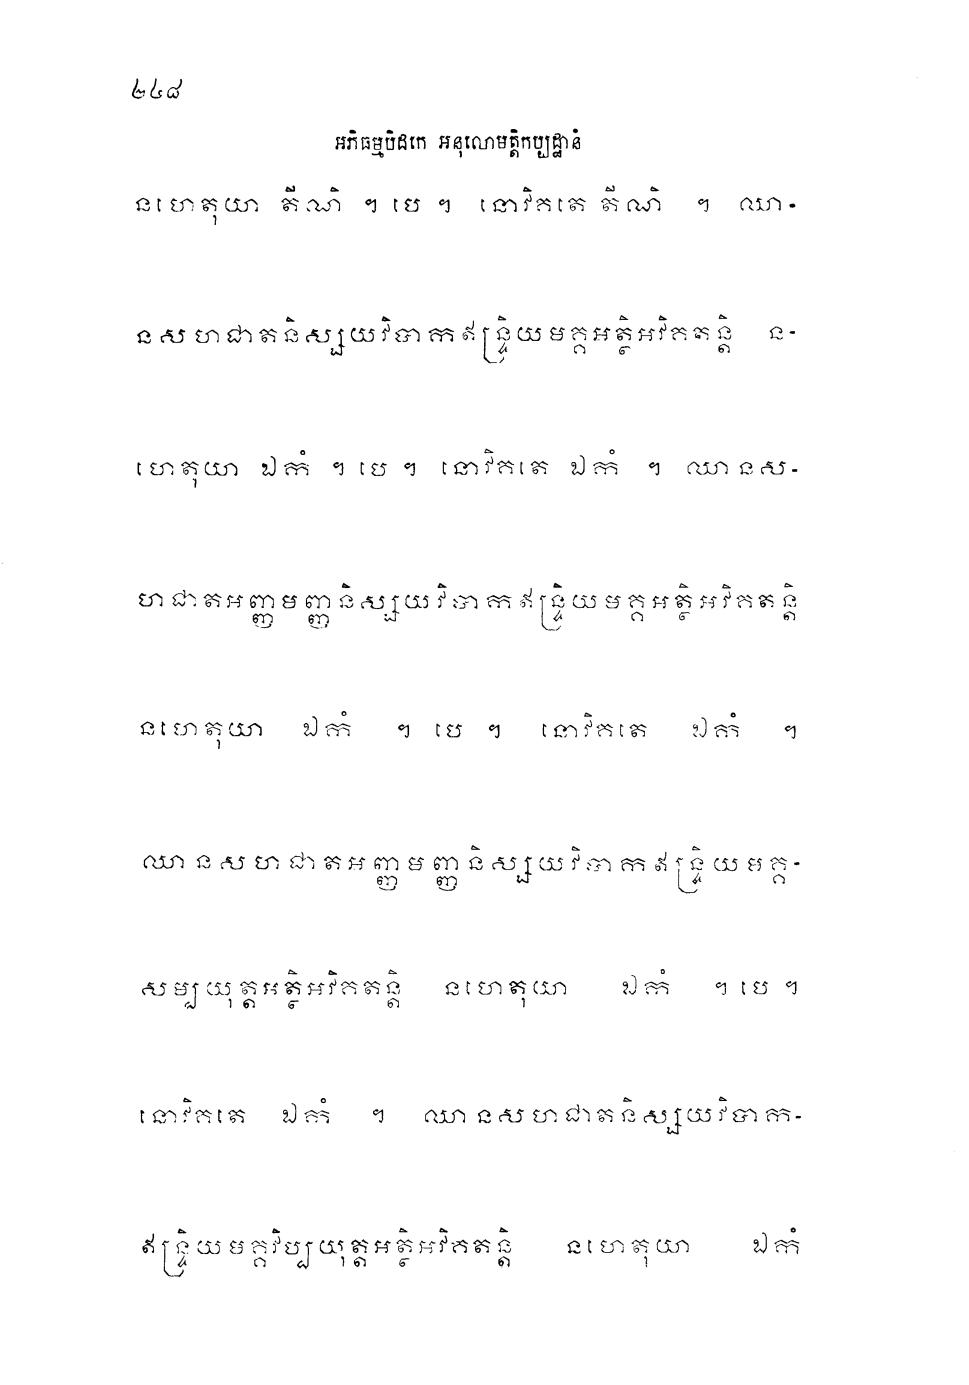 ២៤៨
អភិធម្មបិដកេ អនុលោមត្តិកប្បដ្ឋានំ
នហេតុយា តីណិ ។ បេ ។ នោវិគតេ តីណិ ។ ឈា-
នសហជាតនិស្សយវិបាកឥន្ទ្រិយមគ្គអត្ថិអវិគតន្តិ ន-
ហេតុយា ឯកំ ។ បេ ។ នោវិគតេ ឯកំ ។ ឈានស-
ហជាតអញ្ញមញ្ញនិស្សយវិបាកឥន្ទ្រិយមគ្គអត្ថិអវិគតន្តិ
នហេតុយា ឯកំ ។ បេ ។ នោវិគតេ ឯកំ ។
ឈានសហជាតអញ្ញមញ្ញនិស្សយវិបាកឥន្ទ្រិយមគ្គ-
សម្បយុត្តអត្ថិអវិគតន្តិ នហេតុយា ឯកំ ។ បេ ។
នោវិគតេ ឯកំ ។ ឈានសហជាតនិស្សយវិបាក-
ឥន្ទ្រិយមគ្គវិប្បយុត្តអត្ថិអវិគតន្តិ នហេតុយា ឯកំ